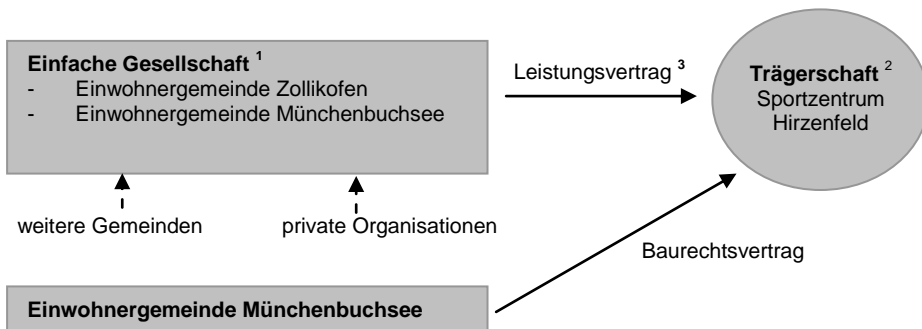 Einfache Gesellschaft ¹
- Einwohnergemeinde Zollikofen
- Einwohnergemeinde Münchenbuchsee
Leistungsvertrag ³
Trägerschaft ²
Sportzentrum
Hirzenfeld
weitere Gemeinden
private Organisationen
Baurechtsvertrag
Einwohnergemeinde Münchenbuchsee